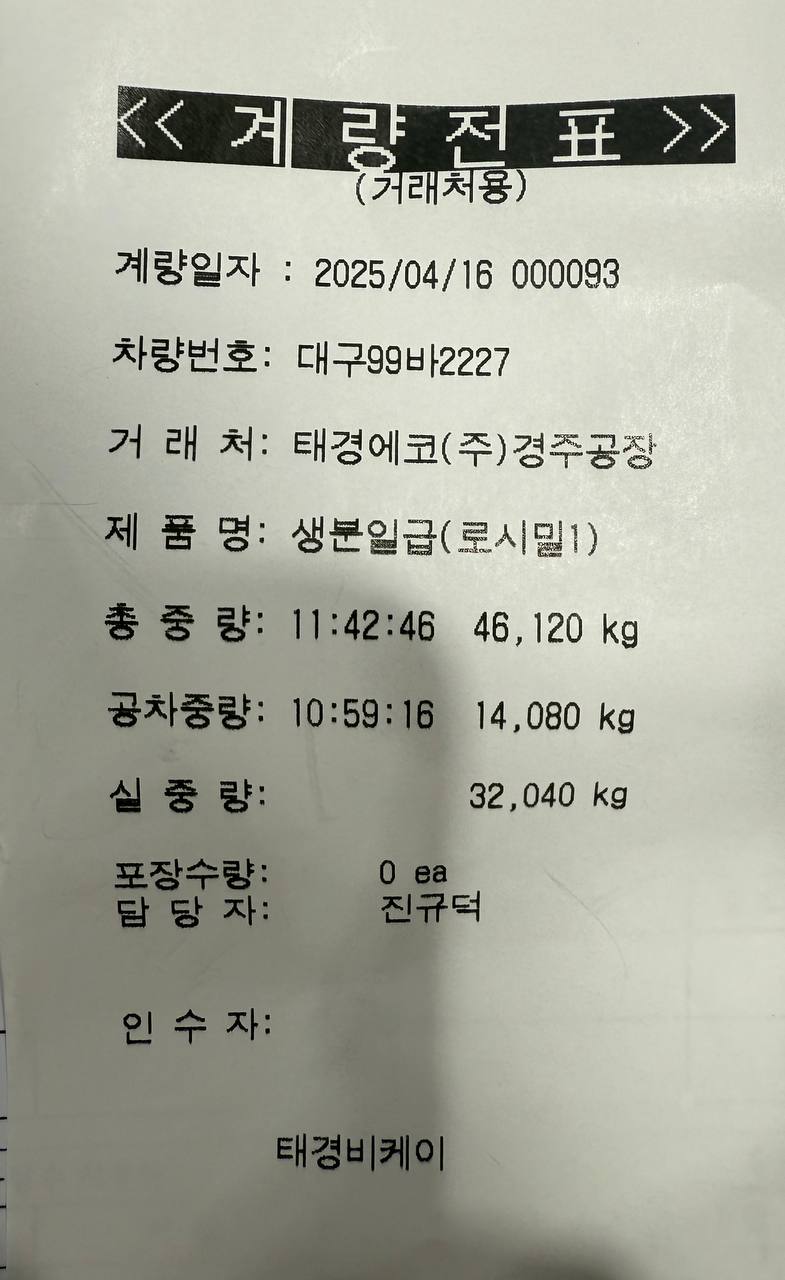 << 계 량 전 표 >>
(거래처용)
계량일자 : 2025/04/16 000093
차량번호: 대구99바2227
거 래 처: 태경에코(주)경주공장
제 품 명: 생분일급(로시밀1)
총 중 량: 11:42:46 46,120 kg
공차중량: 10:59:16 14,080 kg
실 중 량: 32,040 kg
포장수량: 0 ea
담 당 자: 진규덕
인 수 자:
태경비케이